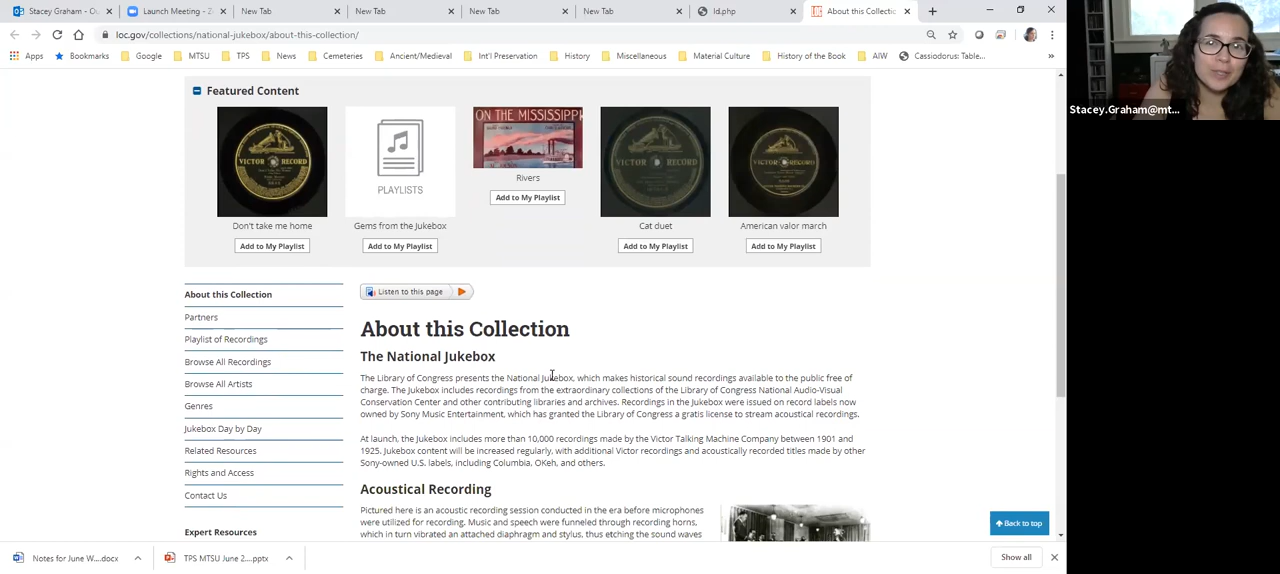 Stacey Graham - O
Launch Meeting - Z
New Tab
New Tab
New Tab
New Tab
ld.php
About this Collectio
loc.gov/collections/national-jukebox/about-this-collection/
Apps
Bookmarks
Google
MTSU
TPS
News
Cemeteries
Ancient/Medieval
Int'l Preservation
History
Miscellaneous
Material Culture
History of the Book
AIW
Cassiodorus: Table...
Stacey.Graham@mt...
Featured Content
VICTOR RECORD
PLAYLISTS
ON THE MISSISSIPPI
VICTOR RECORD
VICTOR RECORD
Don't take me home
Gems from the Jukebox
Rivers
Cat duet
American valor march
Add to My Playlist
Add to My Playlist
Add to My Playlist
Add to My Playlist
Add to My Playlist
About this Collection
Partners
Playlist of Recordings
Browse All Recordings
Browse All Artists
Genres
Jukebox Day by Day
Related Resources
Rights and Access
Contact Us
Expert Resources
Listen to this page
About this Collection
The National Jukebox
The Library of Congress presents the National Jukebox, which makes historical sound recordings available to the public free of
charge. The Jukebox includes recordings from the extraordinary collections of the Library of Congress National Audio-Visual
Conservation Center and other contributing libraries and archives. Recordings in the Jukebox were issued on record labels now
owned by Sony Music Entertainment, which has granted the Library of Congress a gratis license to stream acoustical recordings.
At launch, the Jukebox includes more than 10,000 recordings made by the Victor Talking Machine Company between 1901 and
1925. Jukebox content will be increased regularly, with additional Victor recordings and acoustically recorded titles made by other
Sony-owned U.S. labels, including Columbia, OKeh, and others.
Acoustical Recording
Pictured here is an acoustic recording session conducted in the era before microphones
were utilized for recording. Music and speech were funneled through recording horns,
which in turn vibrated an attached diaphragm and stylus, thus etching the sound waves
Back to top
Notes for June W....docx
TPS MTSU June 2....pptx
Show all